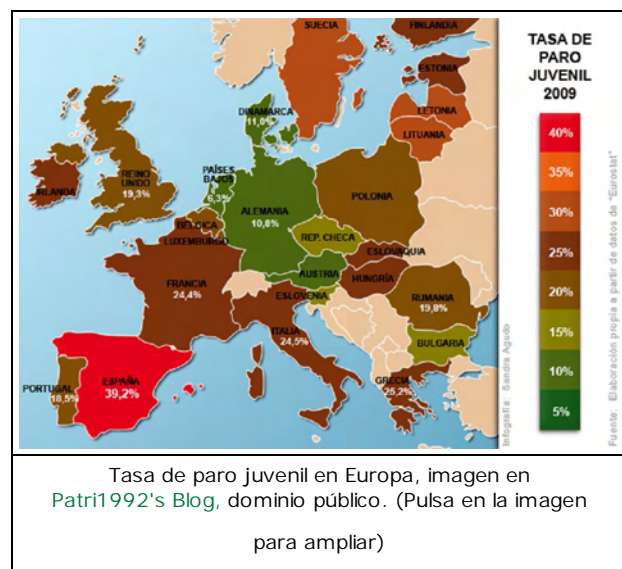 SUECIA
FINLANDIA
ESTONIA
LETONIA
LITUANIA
DINAMARCA
11,0%
REINO
UNIDO
19,3%
IRLANDA
PAÍSES
BAJOS
6,3%
ALEMANIA
10,8%
POLONIA
BÉLGICA
LUXEMBURGO
REP. CHECA
ESLOVAQUIA
AUSTRIA
HUNGRÍA
FRANCIA
24,4%
ESLOVENIA
RUMANIA
19,8%
ITALIA
24,5%
BULGARIA
ESPAÑA
39,2%
PORTUGAL
18,5%
GRECIA
25,2%
TASA DE
PARO
JUVENIL
2009
40%
35%
30%
25%
20%
15%
10%
5%
Infografía: Sandra Agudo
Fuente: Elaboración propia a partir de datos de "Eurostat"
Tasa de paro juvenil en Europa, imagen en
Patri1992's Blog, dominio público. (Pulsa en la imagen
para ampliar)